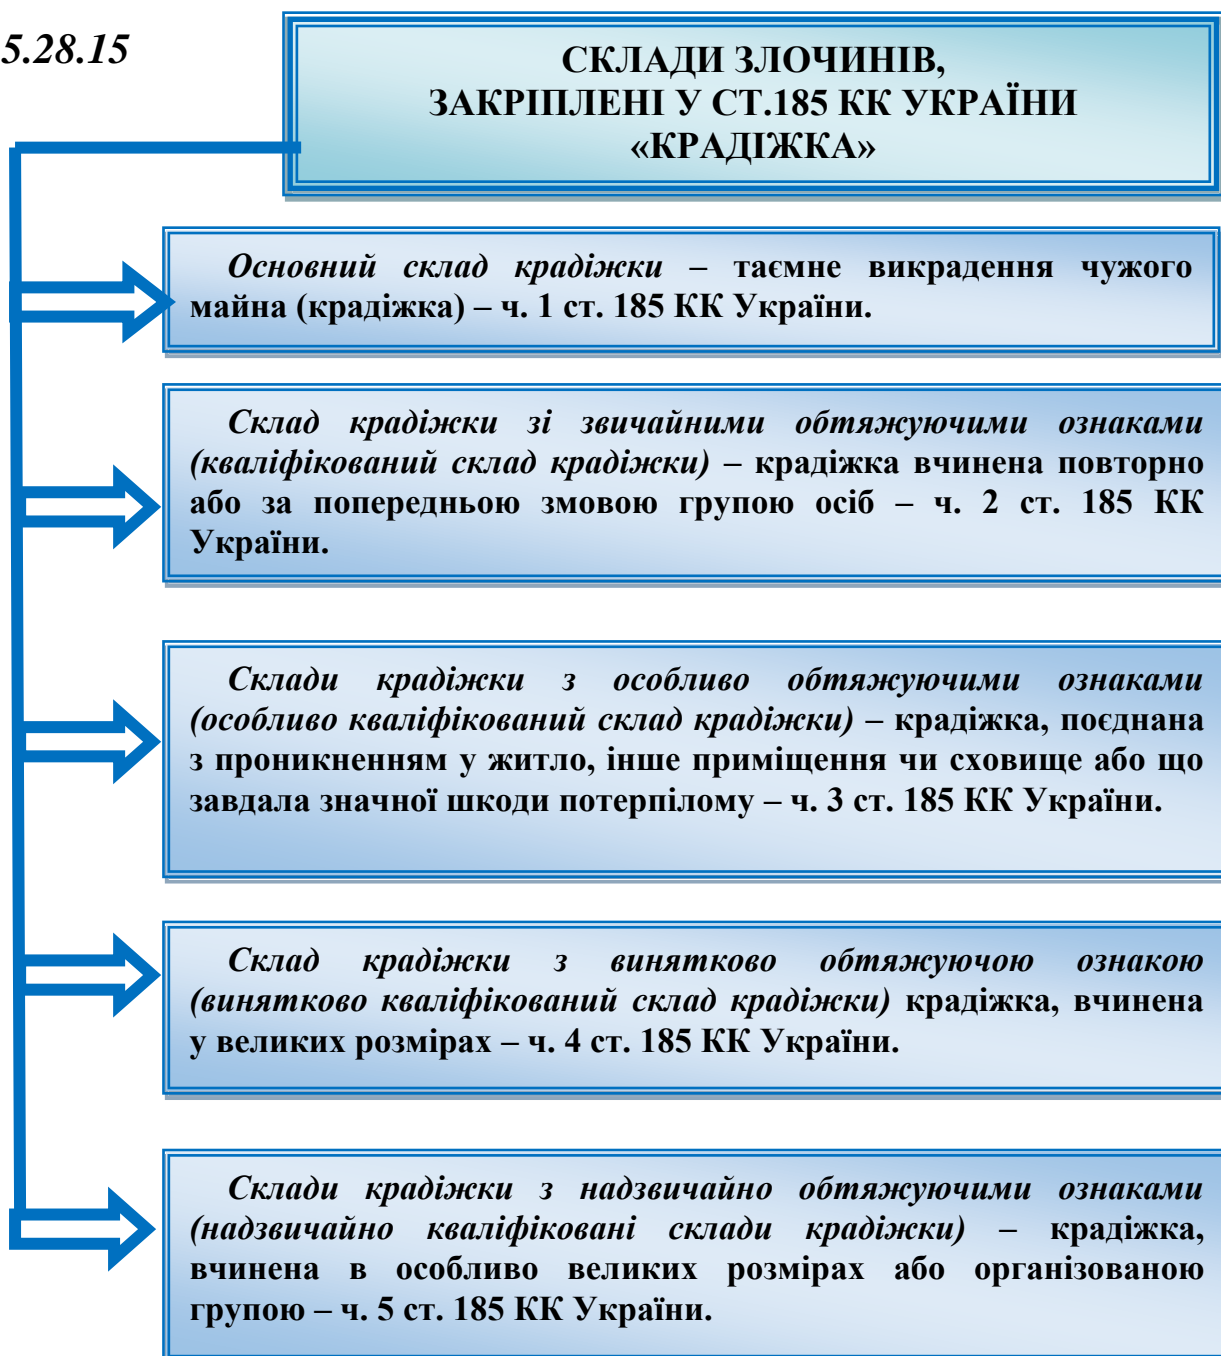 5.28.15
СКЛАДИ ЗЛОЧИНІВ,
ЗАКРІПЛЕНІ У СТ.185 КК УКРАЇНИ
«КРАДІЖКА»
Основний склад крадіжки – таємне викрадення чужого
майна (крадіжка) – ч. 1 ст. 185 КК України.
Склад крадіжки зі звичайними обтяжуючими ознаками
(кваліфікований склад крадіжки) – крадіжка вчинена повторно
або за попередньою змовою групою осіб – ч. 2 ст. 185 КК
України.
Склади крадіжки з особливо обтяжуючими ознаками
(особливо кваліфікований склад крадіжки) – крадіжка, поєднана
з проникненням у житло, інше приміщення чи сховище або що
завдала значної шкоди потерпілому – ч. 3 ст. 185 КК України.
Склад крадіжки з винятково обтяжуючою ознакою
(винятково кваліфікований склад крадіжки) крадіжка, вчинена
у великих розмірах – ч. 4 ст. 185 КК України.
Склади крадіжки з надзвичайно обтяжуючими ознаками
(надзвичайно кваліфіковані склади крадіжки) – крадіжка,
вчинена в особливо великих розмірах або організованою
групою – ч. 5 ст. 185 КК України.